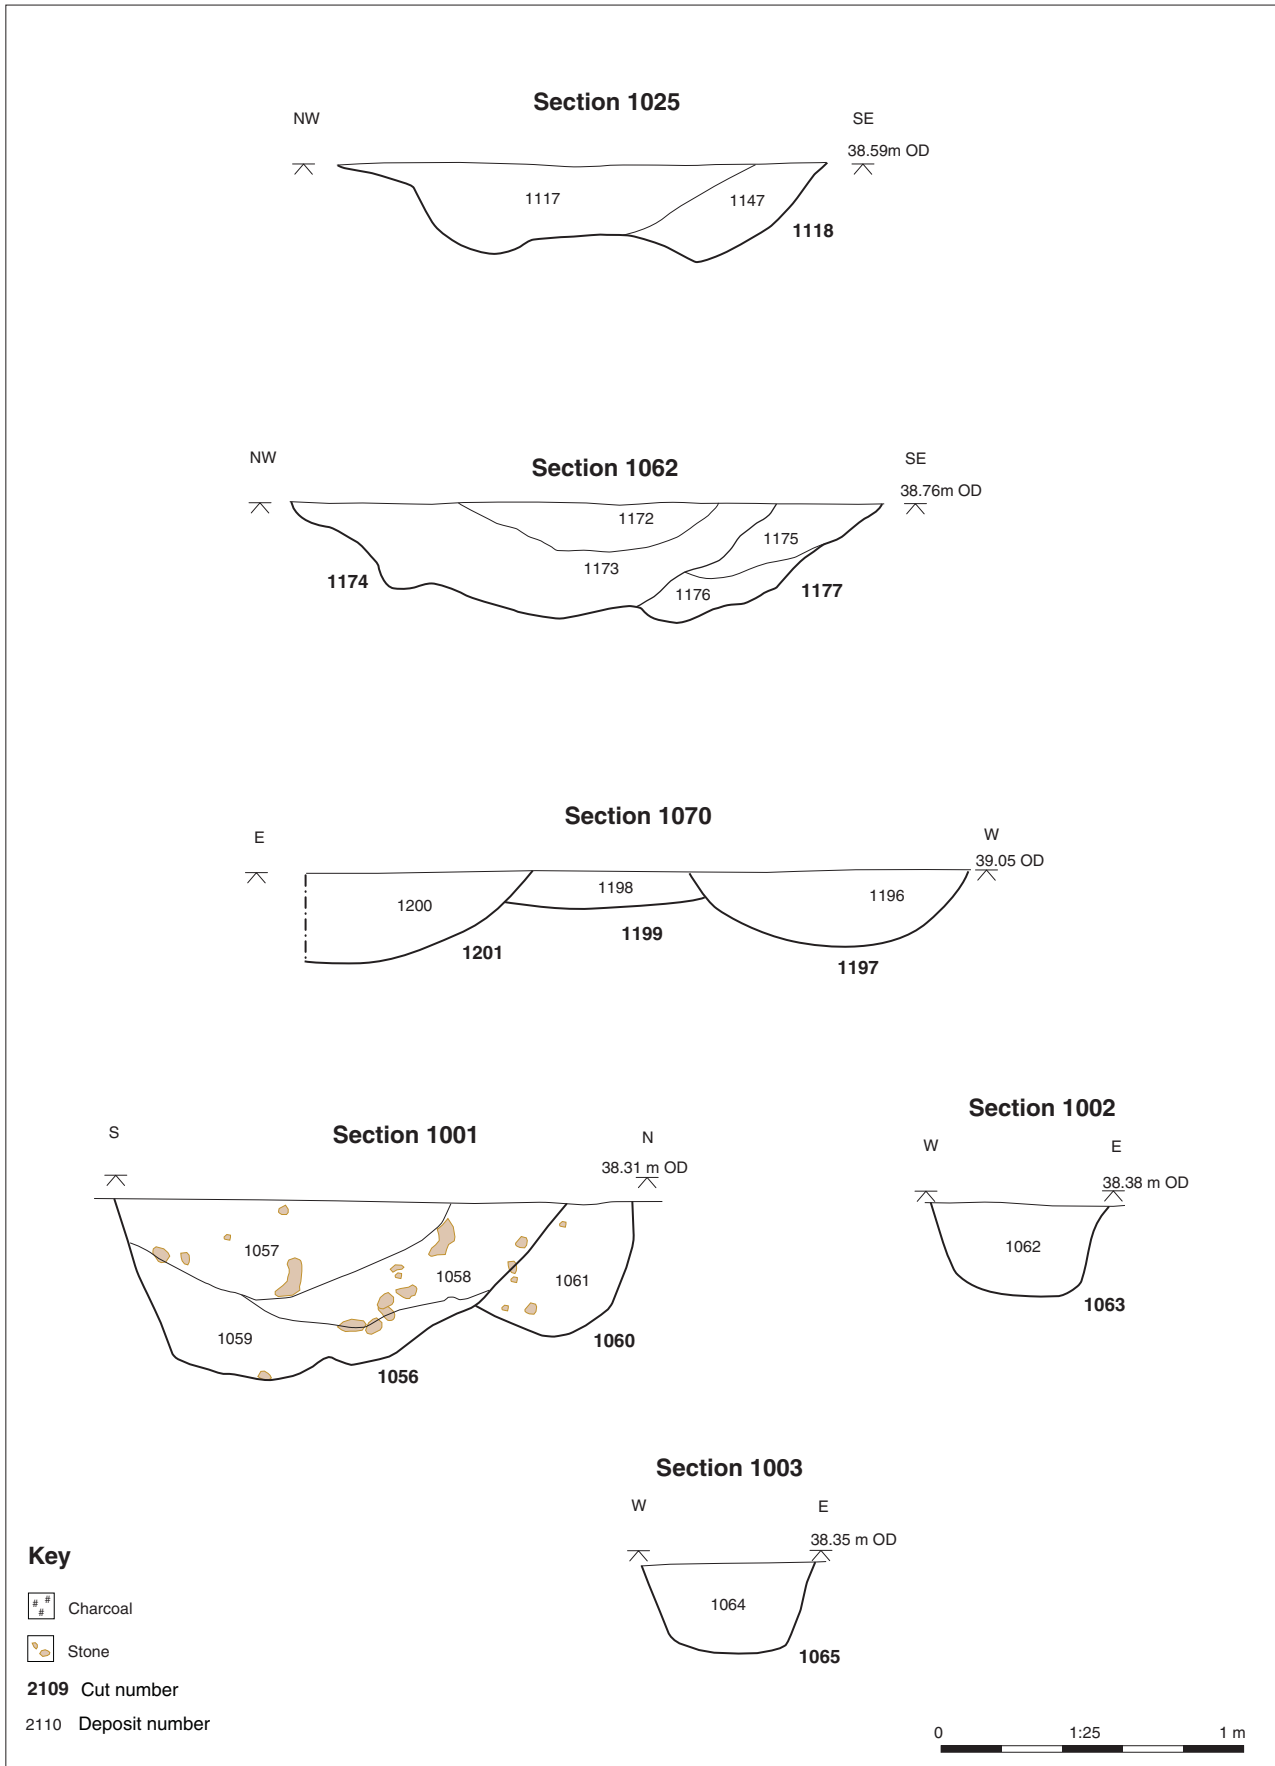 Section 1025
NW
SE
38.59m OD
1117
1147
1118
Section 1062
NW
SE
38.76m OD
1172
1175
1173
1174
1176
1177
Section 1070
E
W
39.05 OD
1198
1196
1200
1199
1201
1197
Section 1001
S
N
38.31 m OD
1057
1058
1061
1059
1060
1056
Section 1002
W
E
38.38 m OD
1062
1063
Section 1003
W
E
38.35 m OD
1064
1065
Key
# # # Charcoal
Stone
2109 Cut number
2110 Deposit number
0 1:25 1 m